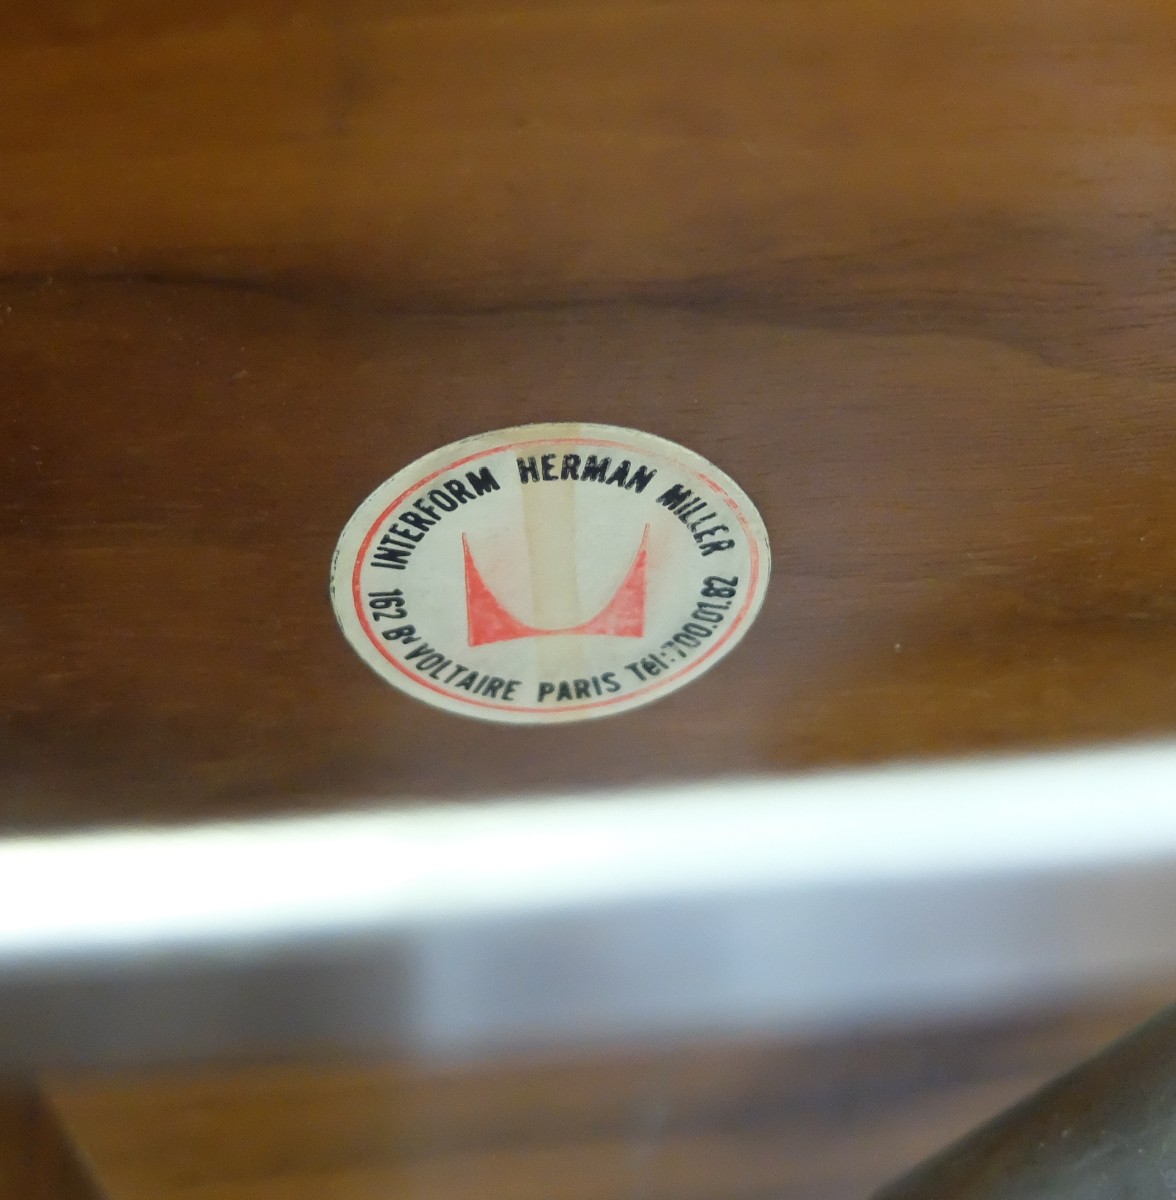 INTERFORM HERMAN MILLER
162 Bd VOLTAIRE PARIS Tél:700.01.82